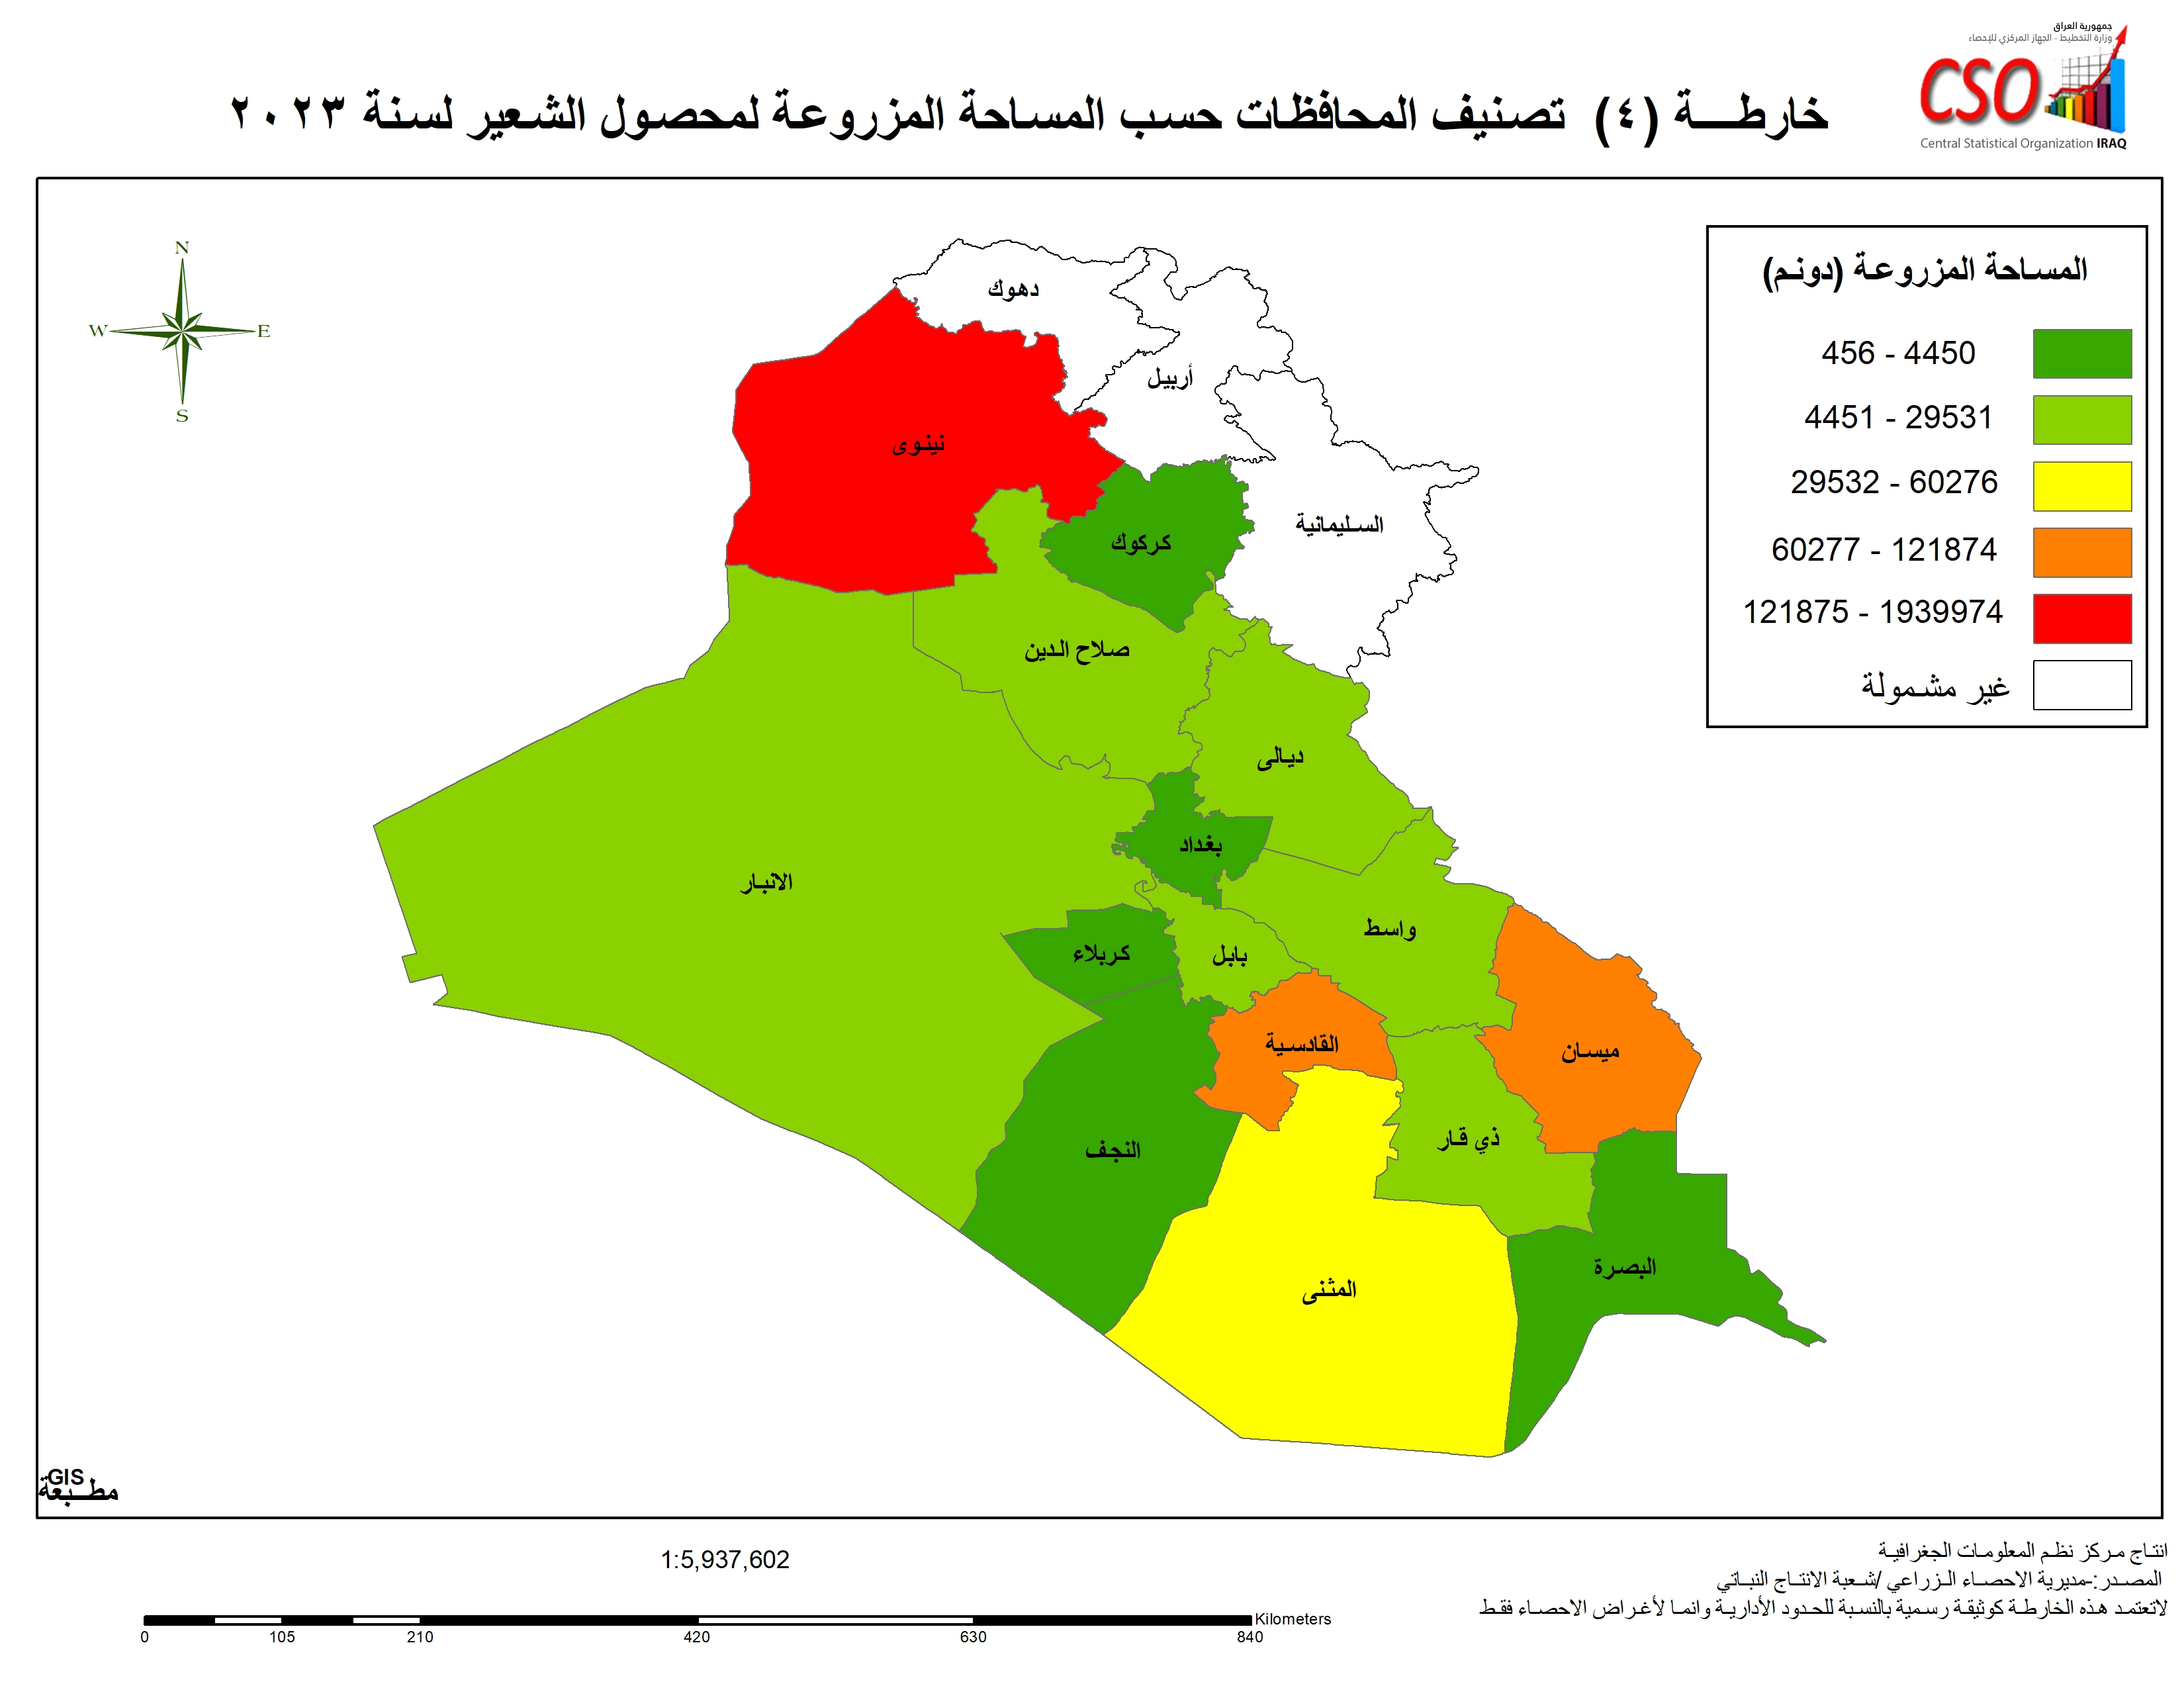 جمهورية العراق
وزارة التخطيط - الجهاز المركزي للإحصاء
CSO
Central Statistical Organization IRAQ
خارطـــة (٤) تصنيف المحافظات حسب المساحة المزروعة لمحصول الشعير لسنة ٢٠٢٣
N
W
E
S
المساحة المزروعة (دونم)
456 - 4450
4451 - 29531
29532 - 60276
60277 - 121874
121875 - 1939974
غير مشمولة
دهوك
أربيل
نينوى
السليمانية
كركوك
صلاح الدين
ديالى
بغداد
الانبار
واسط
كربلاء
بابل
القادسية
ميسان
ذي قار
النجف
البصرة
المثنى
GIS
مطــبعة
1:5,937,602
Kilometers
0 105 210 420 630 840
انتاج مركز نظم المعلومات الجغرافية
المصدر:-مديرية الاحصاء الزراعي /شعبة الانتاج النباتي
لاتعتمد هذه الخارطة كوثيقة رسمية بالنسبة للحدود الأدارية وانما لأغراض الاحصاء فقط